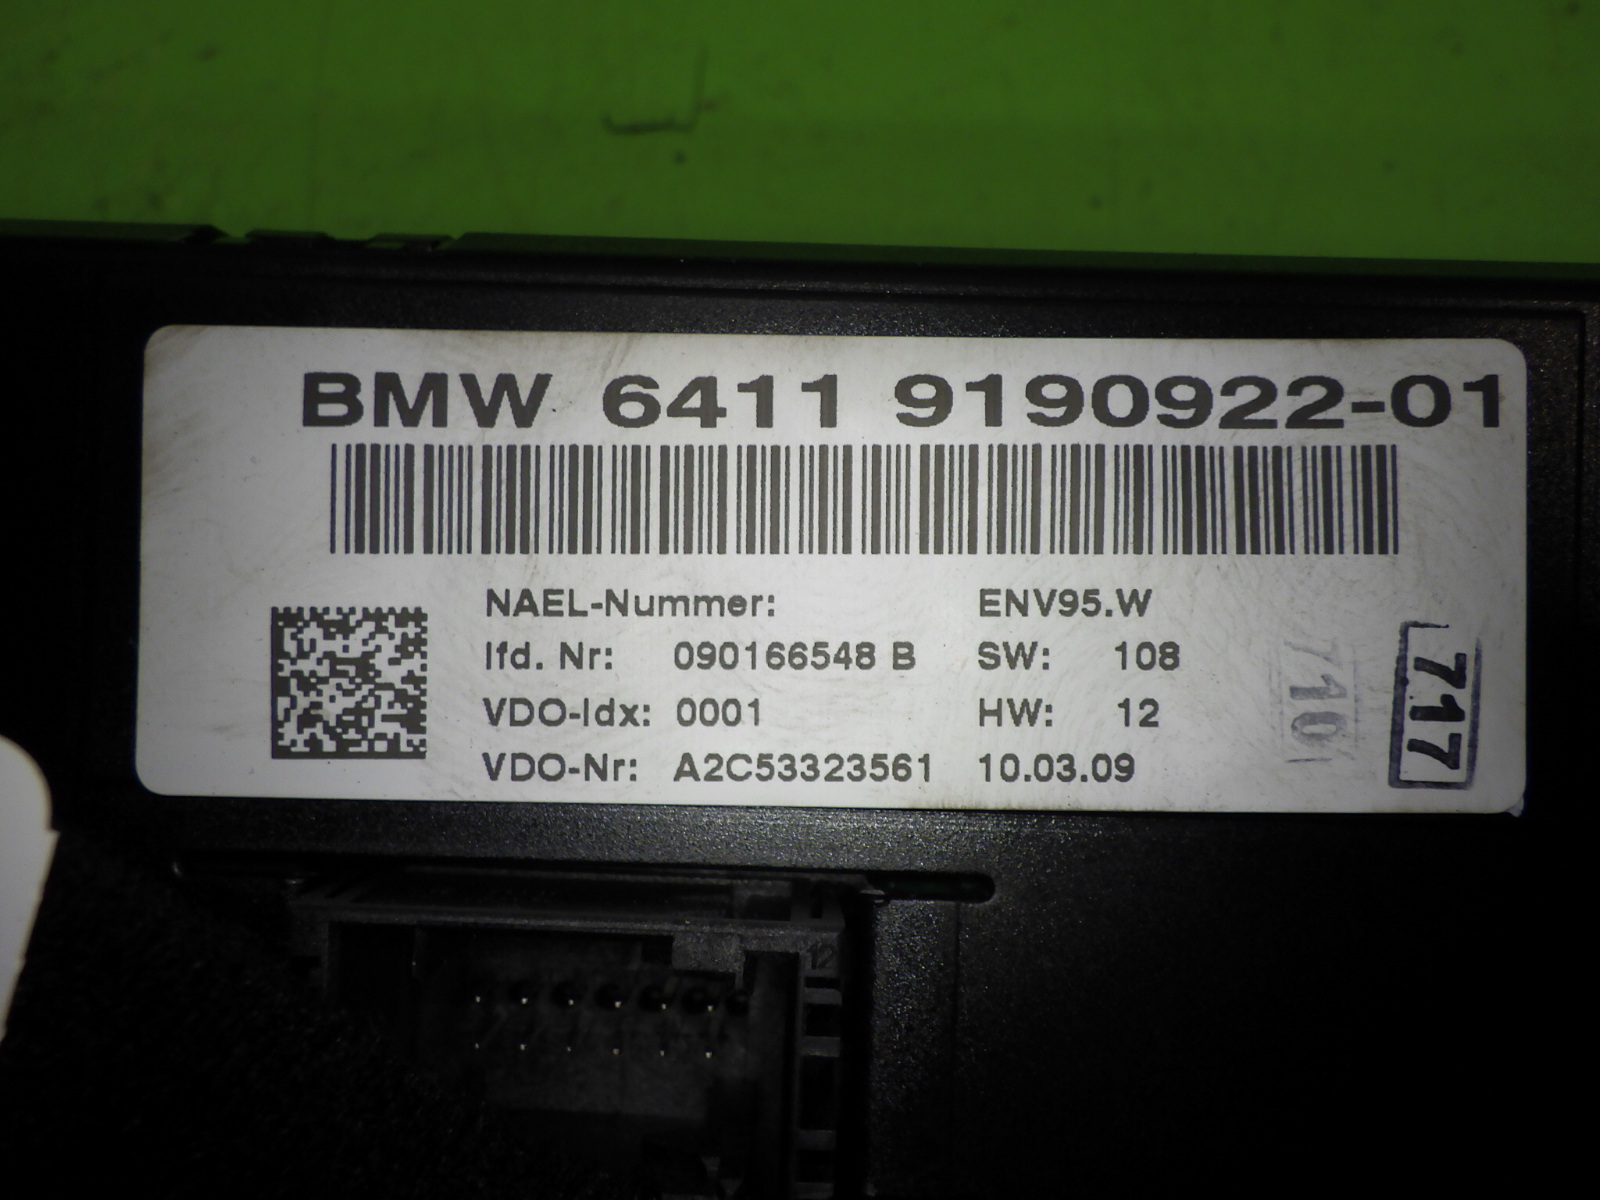 BMW 6411 9190922-01
NAEL-Nummer: ENV95.W
lfd. Nr: 090166548 B SW: 108
VDO-Idx: 0001 HW: 12
VDO-Nr: A2C53323561 10.03.09
710
717
12